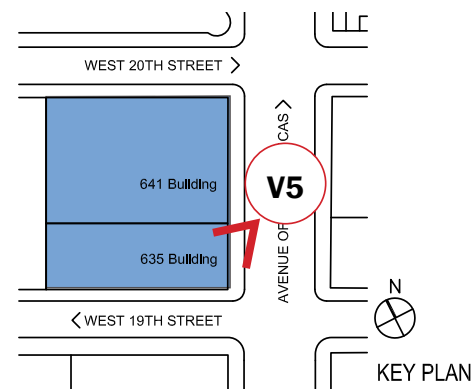 WEST 20TH STREET
641 Building
635 Building
AVENUE OF
CAS
V5
WEST 19TH STREET
N
KEY PLAN